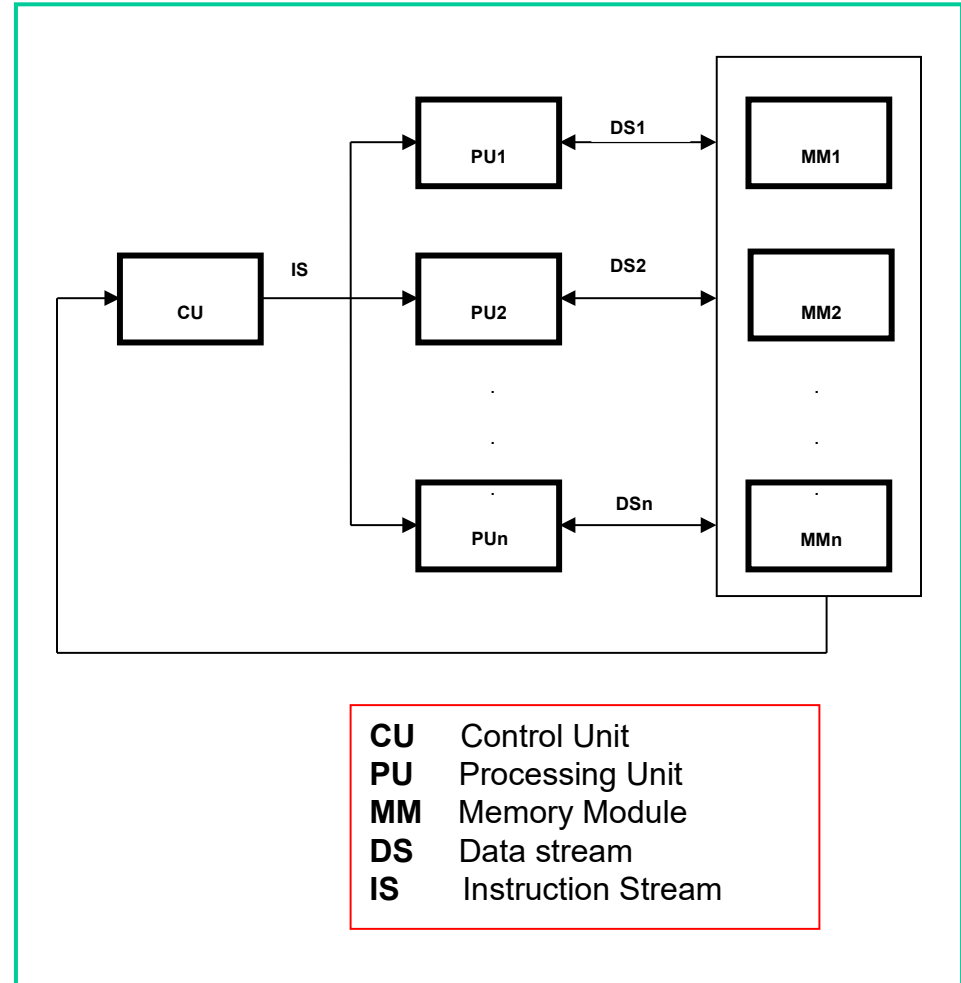 DS1
PU1
MM1
IS
DS2
CU
PU2
MM2
.
.
.
.
.
.
DSn
PUn
MMn
CU Control Unit
PU Processing Unit
MM Memory Module
DS Data stream
IS Instruction Stream